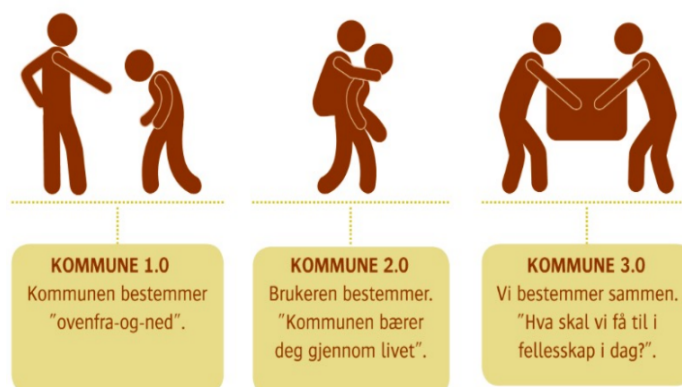 KOMMUNE 1.0
Kommunen bestemmer
"ovenfra-og-ned".
KOMMUNE 2.0
Brukeren bestemmer.
"Kommunen bærer
deg gjennom livet".
KOMMUNE 3.0
Vi bestemmer sammen.
"Hva skal vi få til i
fellesskap i dag?".